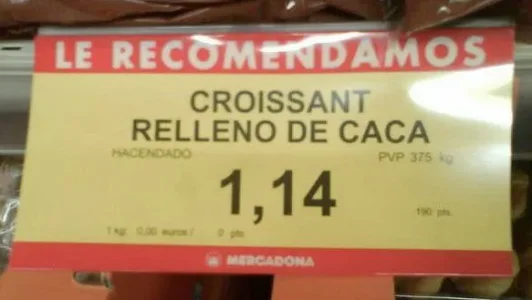 LE RECOMENDAMOS
CROISSANT
RELLENO DE CACA
HACENDADO
PVP 375 kg
1,14
190 pts.
1 kg: 0,00 euros / 0 pts
MERCADONA